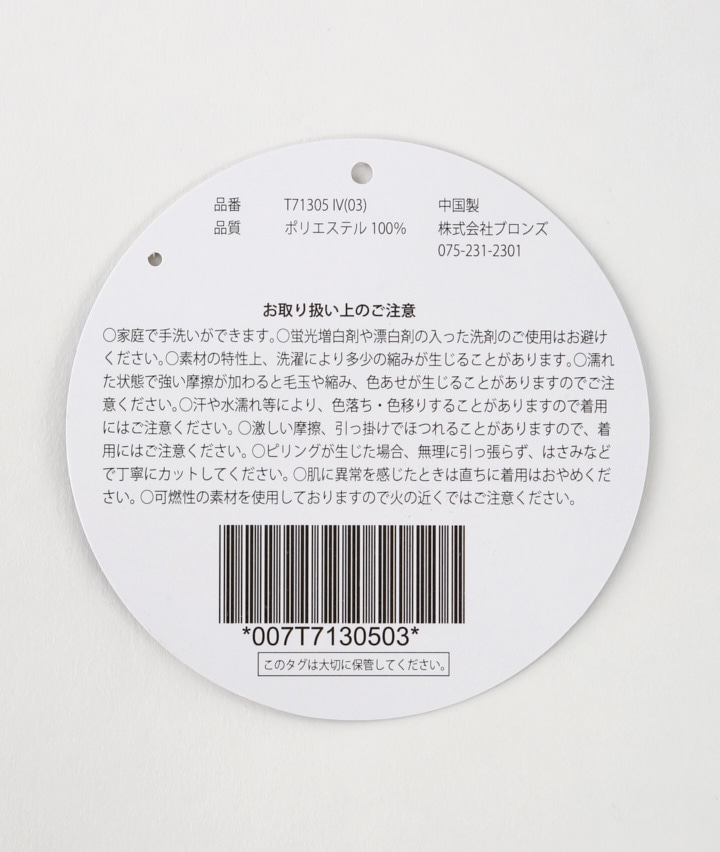 品番 T71305 IV(03) 中国製
品質 ポリエステル 100% 株式会社ブロンズ
075-231-2301
お取り扱い上のご注意
○家庭で手洗いができます。○蛍光増白剤や漂白剤の入った洗剤のご使用はお避け
ください。○素材の特性上、洗濯により多少の縮みが生じることがあります。○濡れ
た状態で強い摩擦が加わると毛玉や縮み、色あせが生じることがありますのでご注
意ください。○汗や水濡れ等により、色落ち・色移りすることがありますので着用
にはご注意ください。○激しい摩擦、引っ掛けでほつれることがありますので、着
用にはご注意ください。○ピリングが生じた場合、無理に引っ張らず、はさみなど
で丁寧にカットしてください。○肌に異常を感じたときは直ちに着用はおやめくだ
さい。○可燃性の素材を使用しておりますので火の近くではご注意ください。
*007T7130503*
このタグは大切に保管してください。